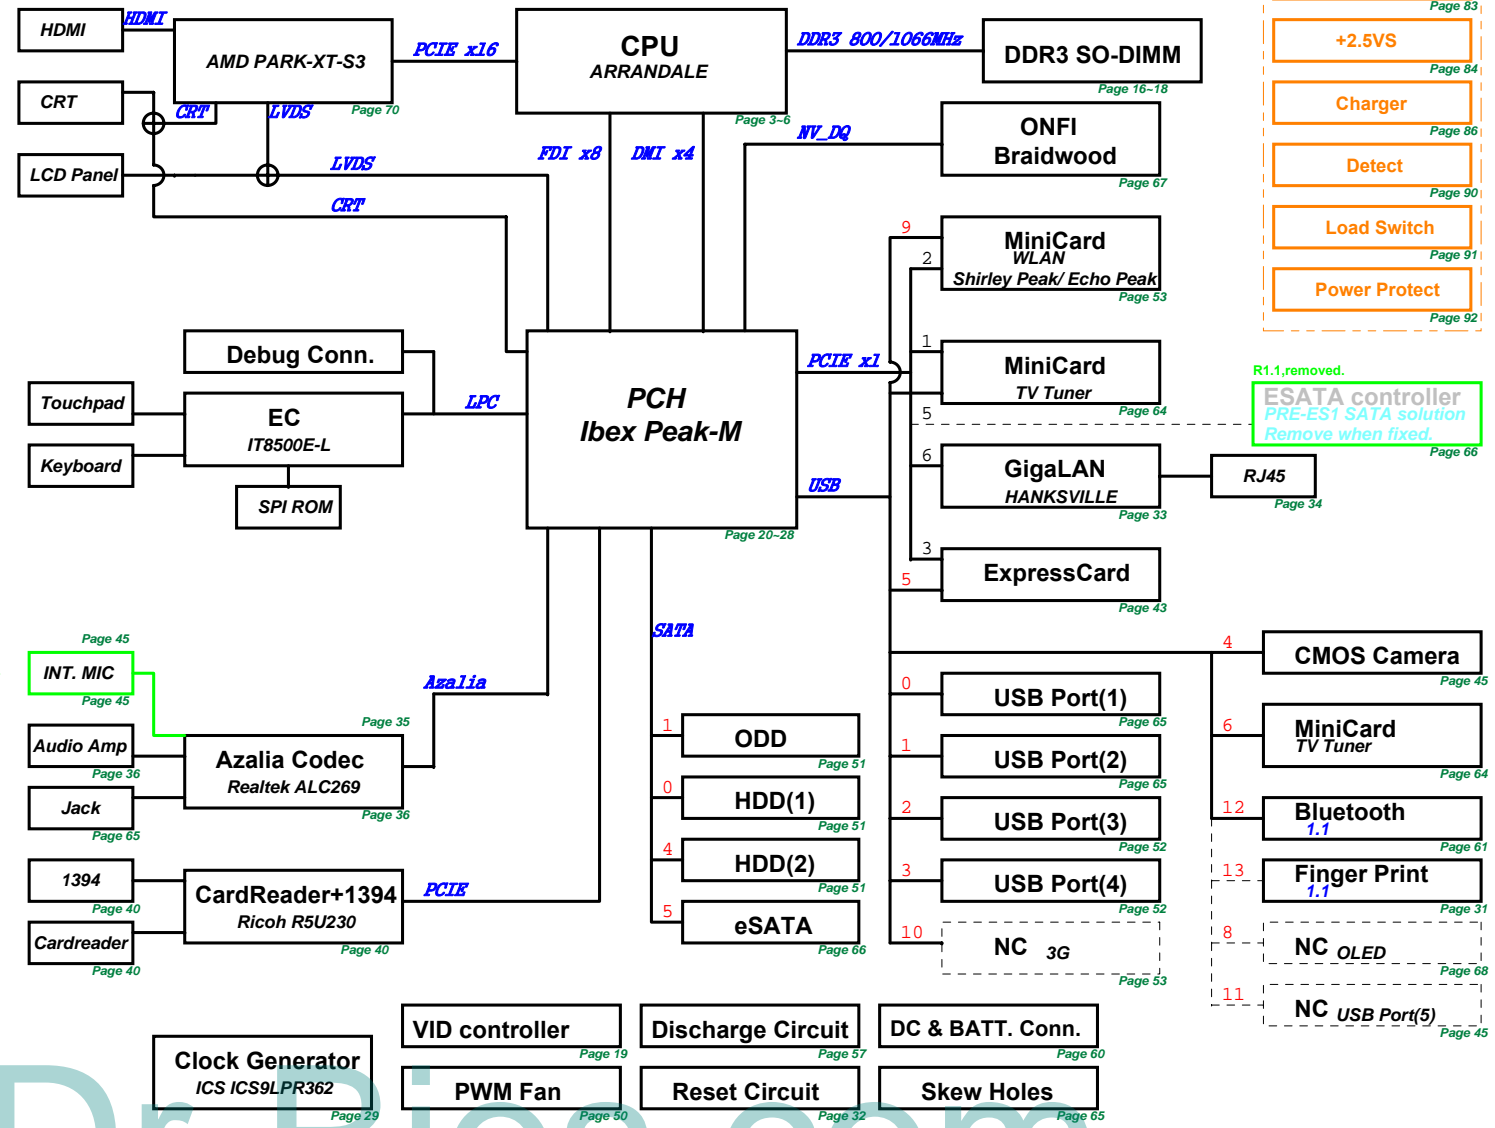 HDMI
HDMI
AMD PARK-XT-S3
Page 70
PCIE x16
CPU
ARRANDALE
Page 3~6
DDR3 800/1066MHz
DDR3 SO-DIMM
Page 16~18
Page 83
+2.5VS
Page 84
Charger
Page 86
Detect
Page 90
Load Switch
Page 91
Power Protect
Page 92
CRT
CRT
LVDS
LCD Panel
LVDS
CRT
FDI x8
DMI x4
NV_DQ
ONFI
Braidwood
Page 67
9
2
MiniCard
WLAN
Shirley Peak/ Echo Peak
Page 53
Debug Conn.
Touchpad
Keyboard
EC
IT8500E-L
SPI ROM
LPC
PCH
Ibex Peak-M
Page 20~28
PCIE x1
USB
1
MiniCard
TV Tuner
Page 64
5
R1.1,removed.
ESATA controller
PRE-ES1 SATA solution
Remove when fixed.
Page 66
6
GigaLAN
HANKSVILLE
Page 33
RJ45
Page 34
3
5
ExpressCard
Page 43
Page 45
INT. MIC
Page 45
Audio Amp
Page 36
Jack
Page 65
Page 35
Azalia Codec
Realtek ALC269
Page 36
Azalia
1394
Page 40
Cardreader
Page 40
CardReader+1394
Ricoh R5U230
Page 40
PCIE
SATA
1
ODD
Page 51
0
HDD(1)
Page 51
4
HDD(2)
Page 51
5
eSATA
Page 66
0
USB Port(1)
Page 65
1
USB Port(2)
Page 65
2
USB Port(3)
Page 52
3
USB Port(4)
Page 52
10
NC 3G
Page 53
4
CMOS Camera
Page 45
6
MiniCard
TV Tuner
Page 64
12
Bluetooth
1.1
Page 61
13
Finger Print
1.1
Page 31
8
NC OLED
Page 68
11
NC USB Port(5)
Page 45
Clock Generator
ICS ICS9LPR362
Page 29
VID controller
Page 19
Discharge Circuit
Page 57
DC & BATT. Conn.
Page 60
PWM Fan
Page 50
Reset Circuit
Page 32
Skew Holes
Page 65
Dr-Bios.com